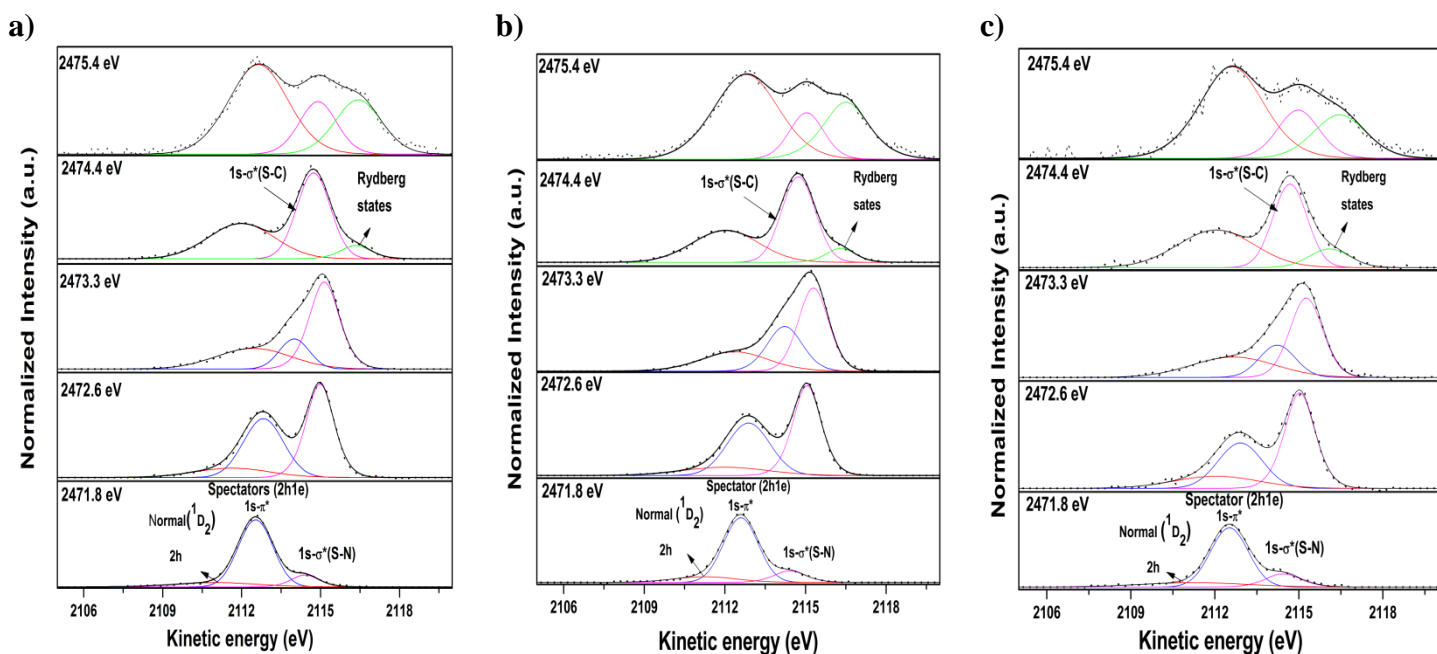 a)
Normalized Intensity (a.u.)
2475.4 eV
2474.4 eV
1s-σ*(S-C)
Rydberg
states
2473.3 eV
2472.6 eV
2471.8 eV
Spectators (2h1e)
1s-π*
Normal(¹D₂)
2h
1s-σ*(S-N)
2106 2109 2112 2115 2118
Kinetic energy (eV)
b)
Normalized Intensity (a.u.)
2475.4 eV
2474.4 eV
1s-σ*(S-C)
Rydberg
sates
2473.3 eV
2472.6 eV
2471.8 eV
Spectator (2h1e)
1s-π*
Normal (¹D₂)
2h
1s-σ*(S-N)
2106 2109 2112 2115 2118
Kinetic energy (eV)
c)
Normalized Intensity (a.u.)
2475.4 eV
2474.4 eV
1s-σ*(S-C)
Rydberg
states
2473.3 eV
2472.6 eV
2471.8 eV
Spectator (2h1e)
1s-π*
Normal (¹D₂)
2h
1s-σ*(S-N)
2106 2109 2112 2115 2118
Kinetic energy (eV)